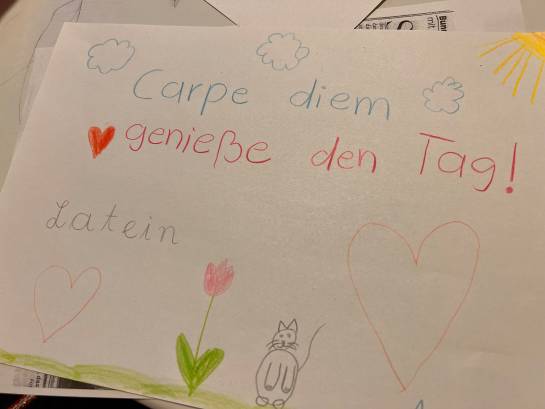 Carpe diem
genieße den Tag!
Latein